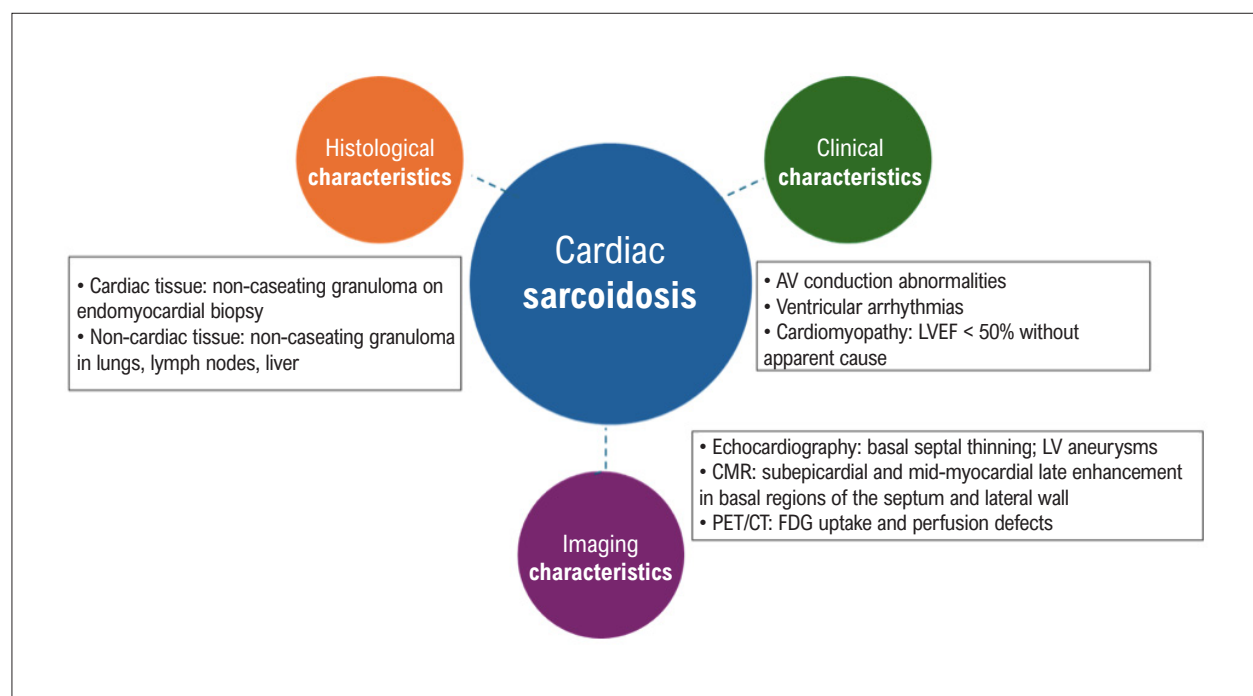 Histological
characteristics
Clinical
characteristics
Cardiac
sarcoidosis
• Cardiac tissue: non-caseating granuloma on
endomyocardial biopsy
• Non-cardiac tissue: non-caseating granuloma
in lungs, lymph nodes, liver
• AV conduction abnormalities
• Ventricular arrhythmias
• Cardiomyopathy: LVEF < 50% without
apparent cause
• Echocardiography: basal septal thinning; LV aneurysms
• CMR: subepicardial and mid-myocardial late enhancement
in basal regions of the septum and lateral wall
• PET/CT: FDG uptake and perfusion defects
Imaging
characteristics